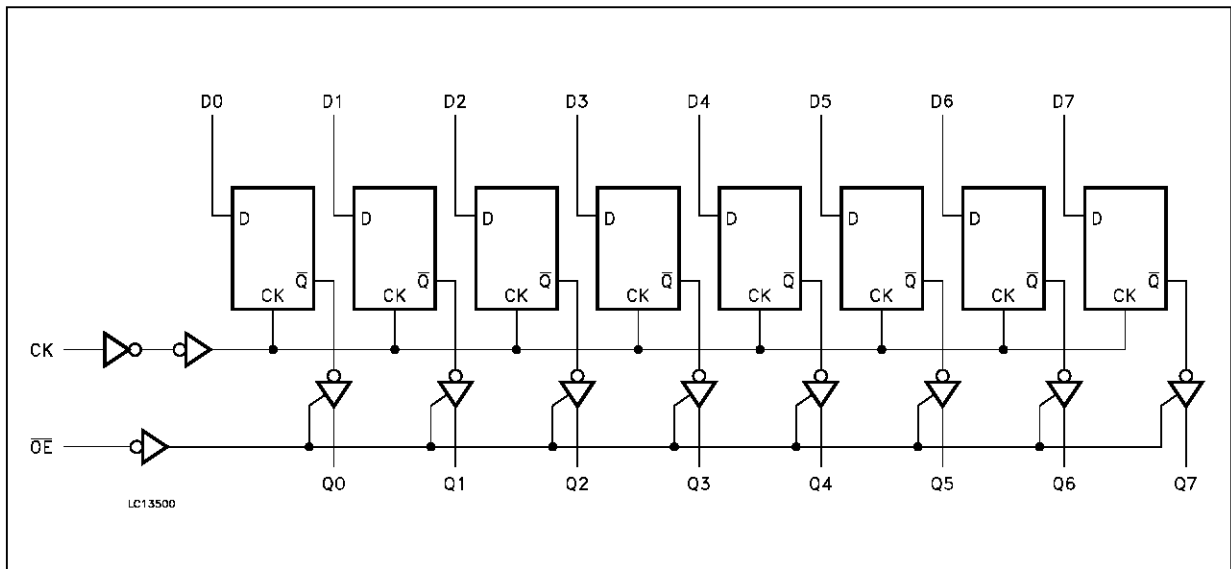 D0 D1 D2 D3 D4 D5 D6 D7
D D D D D D D D
Q̅ Q̅ Q̅ Q̅ Q̅ Q̅ Q̅ Q̅
CK CK CK CK CK CK CK CK
CK
O̅E̅
Q0 Q1 Q2 Q3 Q4 Q5 Q6 Q7
LC13500